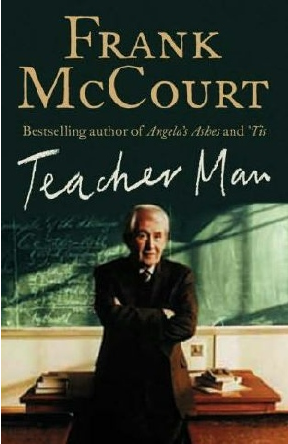 FRANK
McCOURT
Bestselling author of Angela's Ashes and 'Tis
Teacher Man